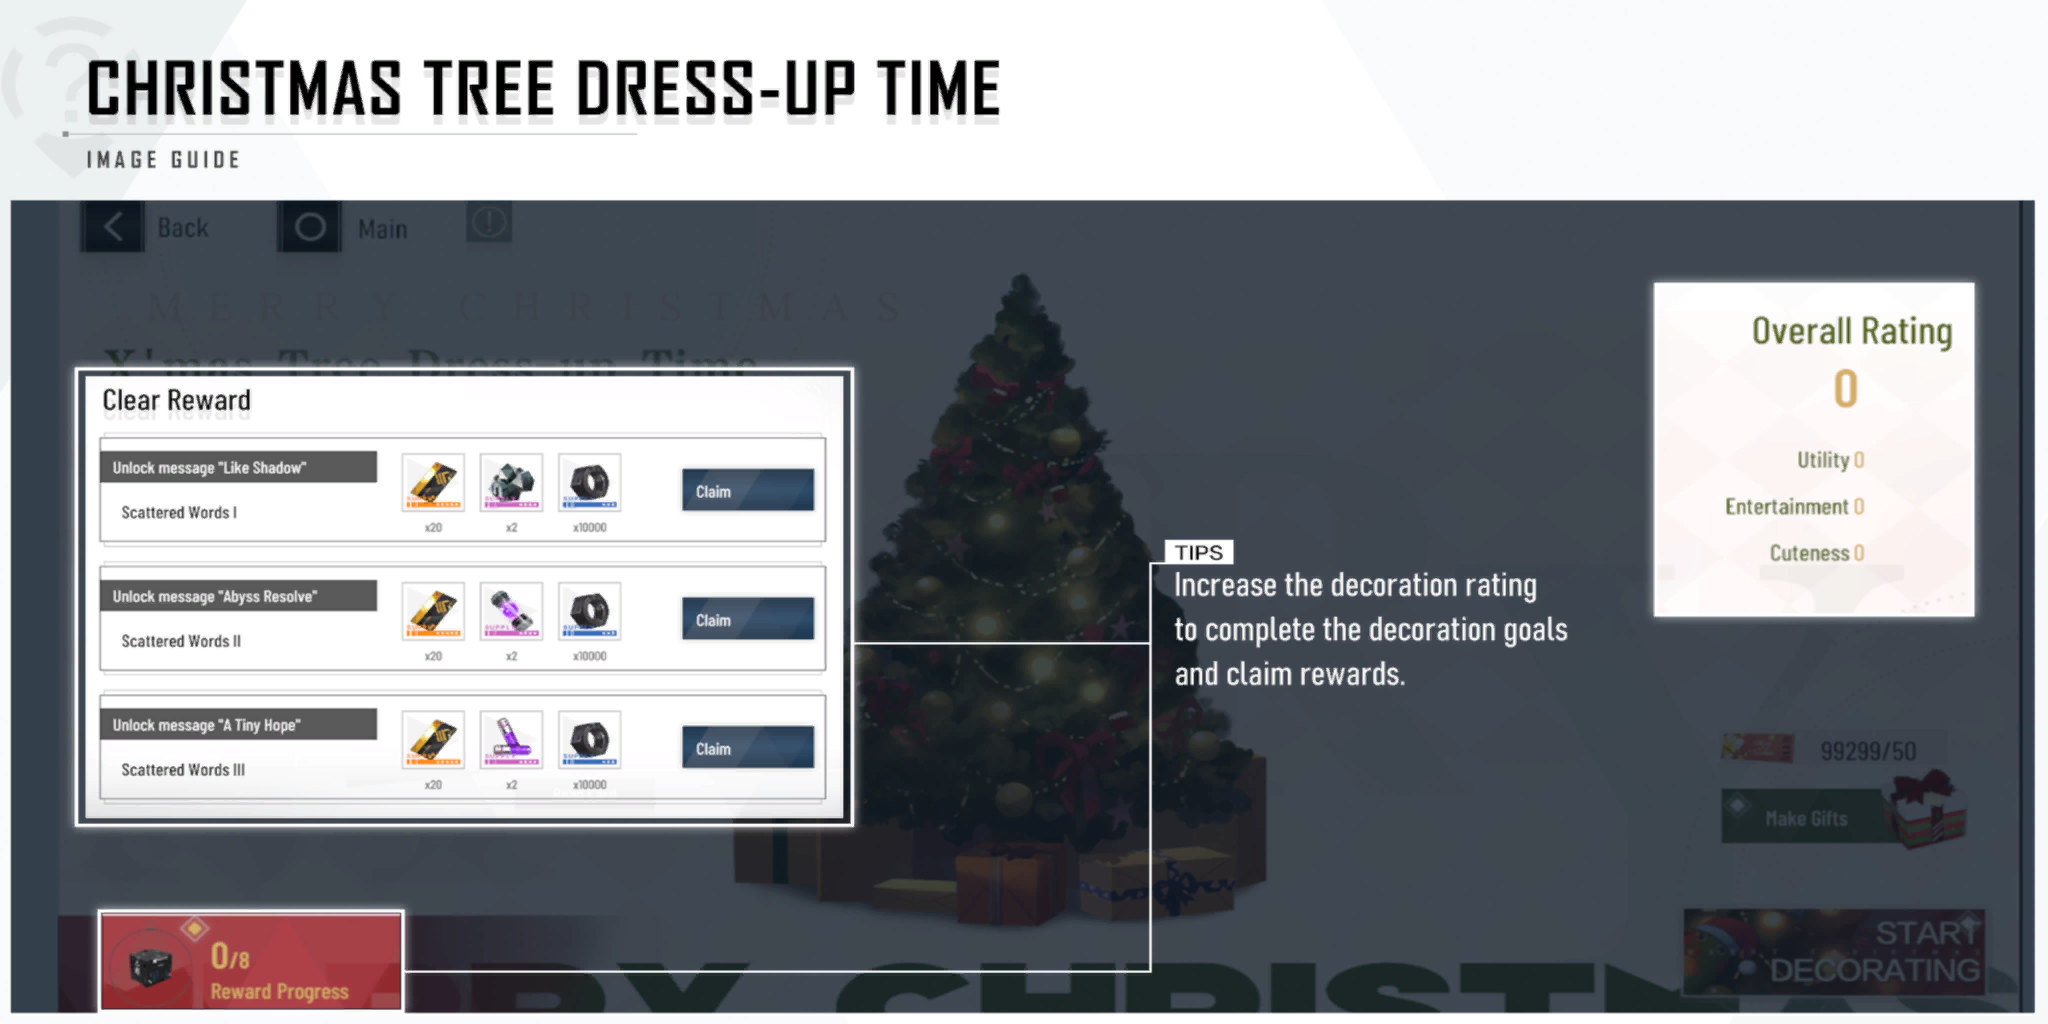 CHRISTMAS TREE DRESS-UP TIME
IMAGE GUIDE
Back
Main
MERRY CHRISTMAS
X'mas Tree Dress-up Time
Clear Reward
Unlock message "Like Shadow"
Scattered Words I
x20
x2
x10000
Claim
Unlock message "Abyss Resolve"
Scattered Words II
x20
x2
x10000
Claim
Unlock message "A Tiny Hope"
Scattered Words III
x20
x2
x10000
Claim
TIPS
Increase the decoration rating
to complete the decoration goals
and claim rewards.
Overall Rating
0
Utility 0
Entertainment 0
Cuteness 0
99299/50
Make Gifts
START
DECORATING
0/8
Reward Progress
RY CHRISTMAS